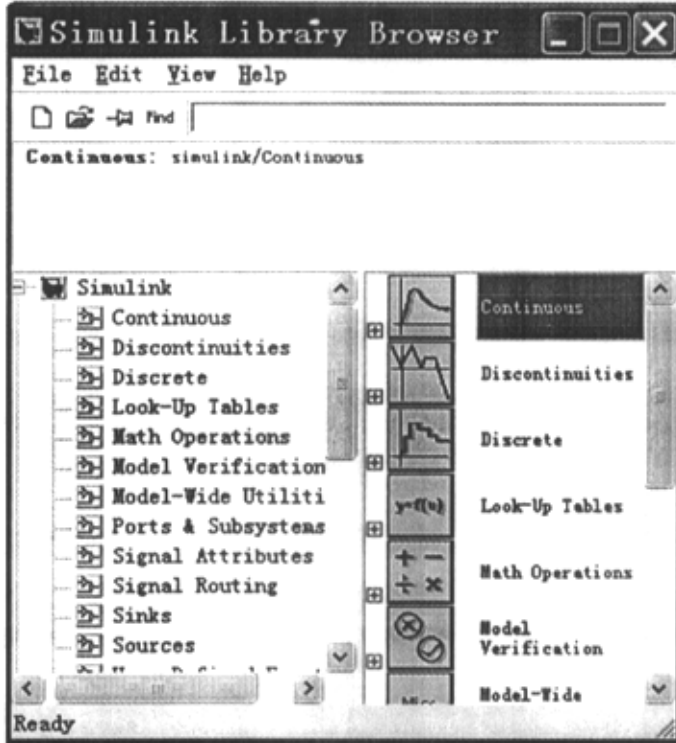 Simulink Library Browser
File Edit View Help
Find
Continuous: simulink/Continuous
Simulink
Continuous
Discontinuities
Discrete
Look-Up Tables
Math Operations
Model Verification
Model-Wide Utiliti
Ports & Subsystems
Signal Attributes
Signal Routing
Sinks
Sources
Continuous
Discontinuities
Discrete
y=f(u)
Look-Up Tables
+ −
÷ ×
Math Operations
Model
Verification
Model-Wide
Ready